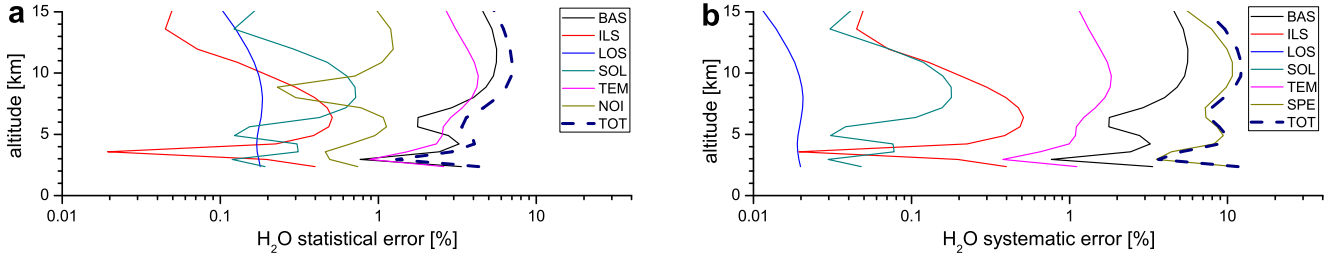 a
altitude [km]
15
10
5
0
0.01
0.1
1
10
H₂O statistical error [%]
BAS
ILS
LOS
SOL
TEM
NOI
TOT
b
altitude [km]
15
10
5
0
0.01
0.1
1
10
H₂O systematic error [%]
BAS
ILS
LOS
SOL
TEM
SPE
TOT